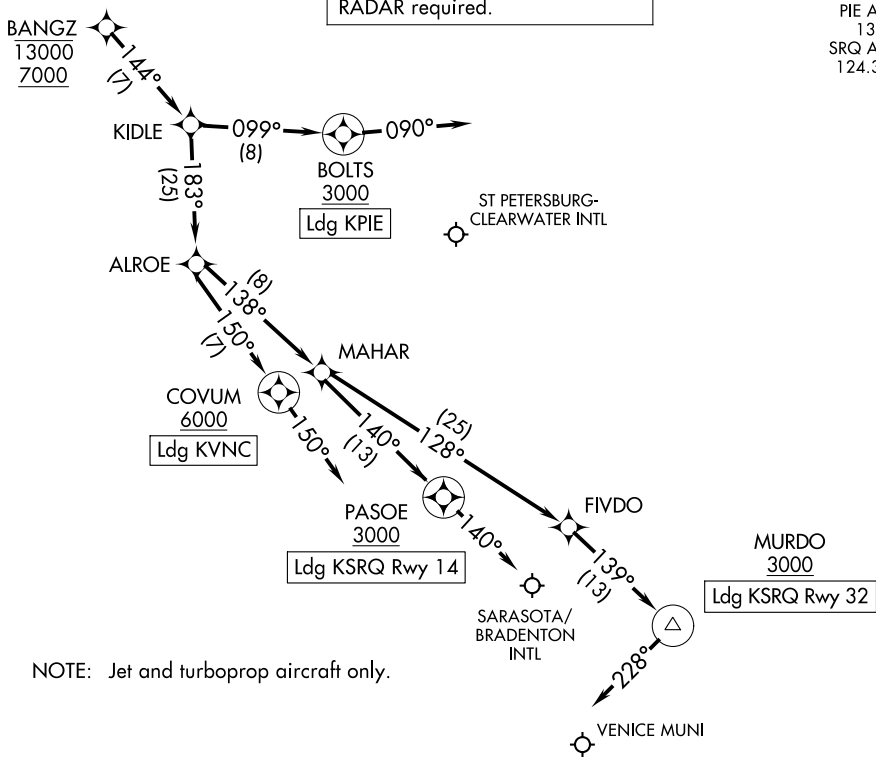 RADAR required.
PIE A
13
SRQ A
124.3
BANGZ
13000
7000
144°
(7)
KIDLE
099°
(8)
BOLTS
3000
Ldg KPIE
090°
183°
(25)
ST PETERSBURG-
CLEARWATER INTL
ALROE
(8)
138°
150°
(7)
MAHAR
COVUM
6000
Ldg KVNC
150°
(25)
128°
140°
(13)
PASOE
3000
Ldg KSRQ Rwy 14
140°
FIVDO
139°
(13)
MURDO
3000
Ldg KSRQ Rwy 32
SARASOTA/
BRADENTON
INTL
228°
NOTE: Jet and turboprop aircraft only.
VENICE MUNI